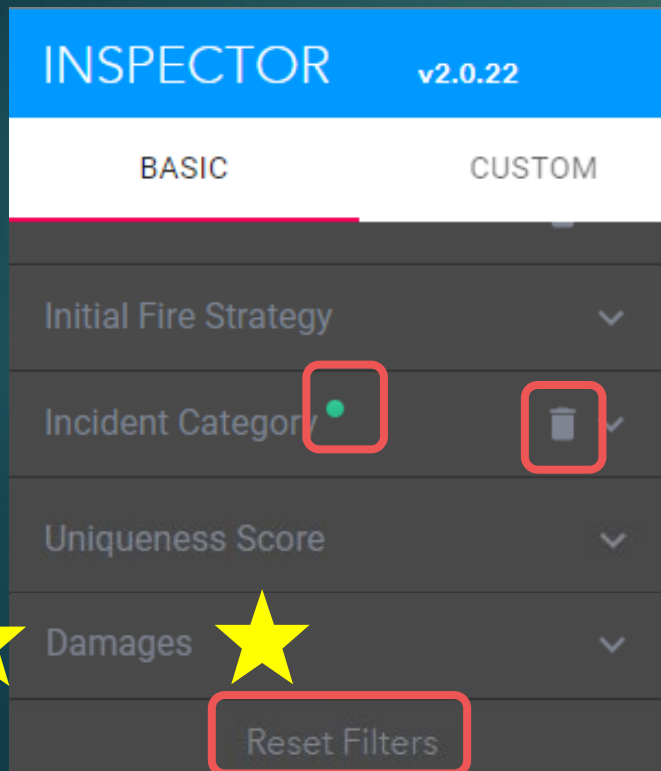 INSPECTOR v2.0.22
BASIC CUSTOM
Initial Fire Strategy
Incident Category
Uniqueness Score
Damages
Reset Filters